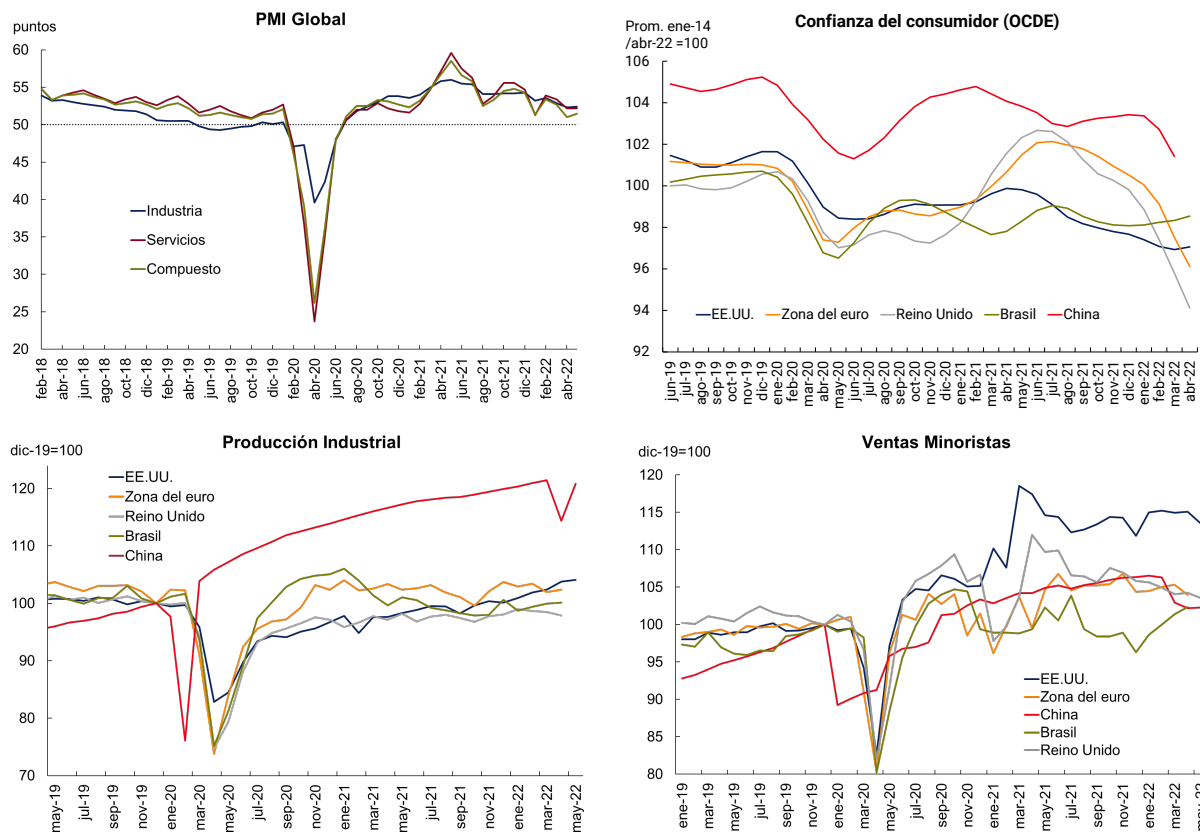 PMI Global
puntos
60
55
50
45
40
35
30
25
20
Industria
Servicios
Compuesto
feb-18
abr-18
jun-18
ago-18
oct-18
dic-18
feb-19
abr-19
jun-19
ago-19
oct-19
dic-19
feb-20
abr-20
jun-20
ago-20
oct-20
dic-20
feb-21
abr-21
jun-21
ago-21
oct-21
dic-21
feb-22
abr-22
Confianza del consumidor (OCDE)
Prom. ene-14
/abr-22 =100
106
104
102
100
98
96
94
92
EE.UU. Zona del euro Reino Unido Brasil China
jun-19
jul-19
ago-19
sep-19
oct-19
nov-19
dic-19
ene-20
feb-20
mar-20
abr-20
may-20
jun-20
jul-20
ago-20
sep-20
oct-20
nov-20
dic-20
ene-21
feb-21
mar-21
abr-21
may-21
jun-21
jul-21
ago-21
sep-21
oct-21
nov-21
dic-21
ene-22
feb-22
mar-22
abr-22
Producción Industrial
dic-19=100
120
110
100
90
80
70
EE.UU.
Zona del euro
Reino Unido
Brasil
China
may-19
jul-19
sep-19
nov-19
ene-20
mar-20
may-20
jul-20
sep-20
nov-20
ene-21
mar-21
may-21
jul-21
sep-21
nov-21
ene-22
mar-22
may-22
Ventas Minoristas
dic-19=100
120
115
110
105
100
95
90
85
80
EE.UU.
Zona del euro
China
Brasil
Reino Unido
ene-19
mar-19
may-19
jul-19
sep-19
nov-19
ene-20
mar-20
may-20
jul-20
sep-20
nov-20
ene-21
mar-21
may-21
jul-21
sep-21
nov-21
ene-22
mar-22